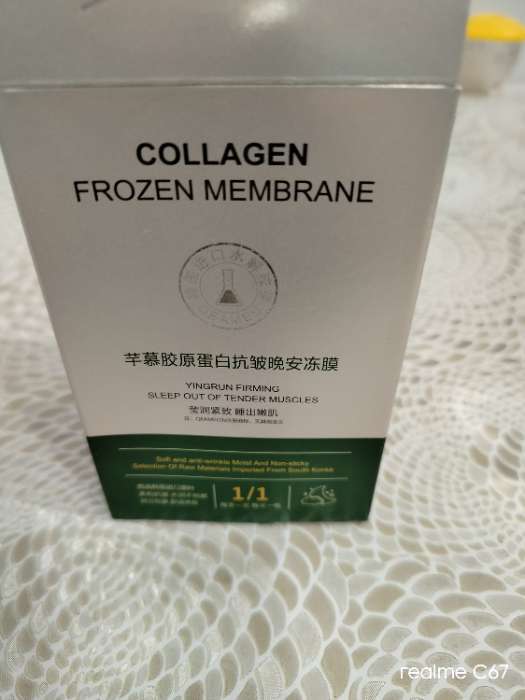 COLLAGEN
FROZEN MEMBRANE
芊慕胶原蛋白抗皱晚安冻膜
YINGRUN FIRMING
SLEEP OUT OF TENDER MUSCLES
莹润紧致 睡出嫩肌
Soft and anti-wrinkle Moist And Non-sticky
Selection Of Raw Materials Imported From South Korea
1/1
realme C67